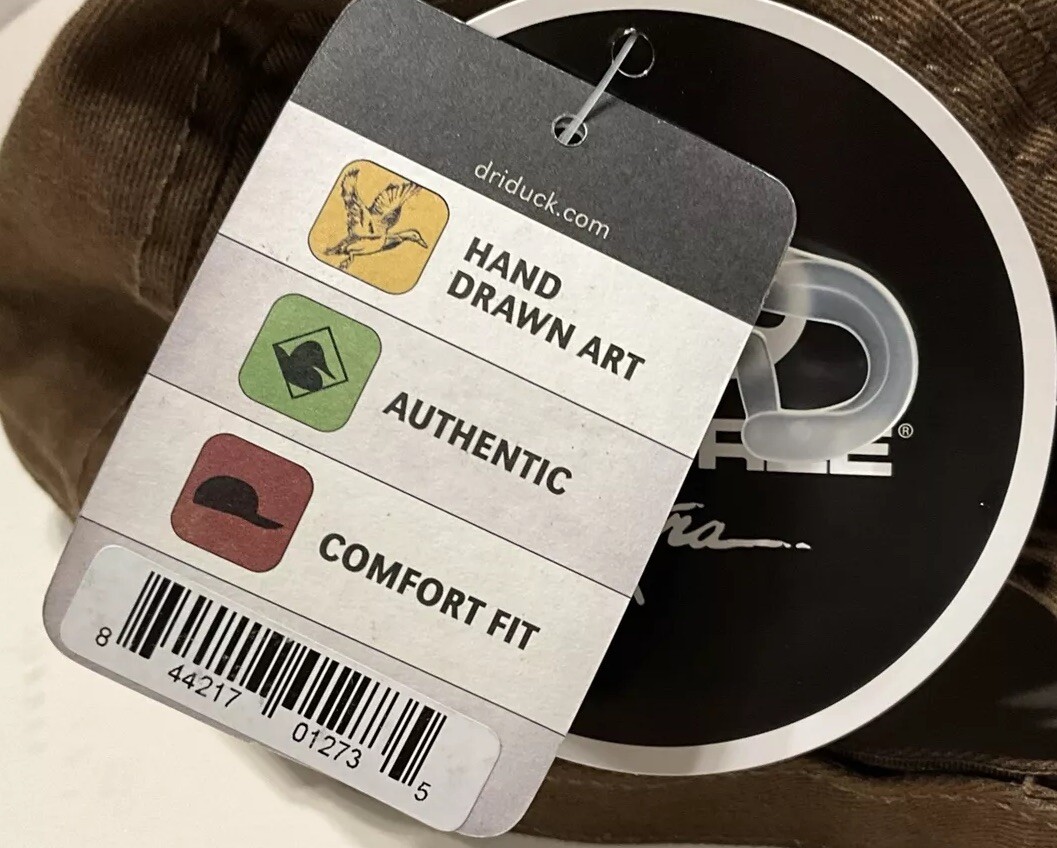 driduck.com
HAND
DRAWN ART
AUTHENTIC
COMFORT FIT
8 44217 01273 5
®